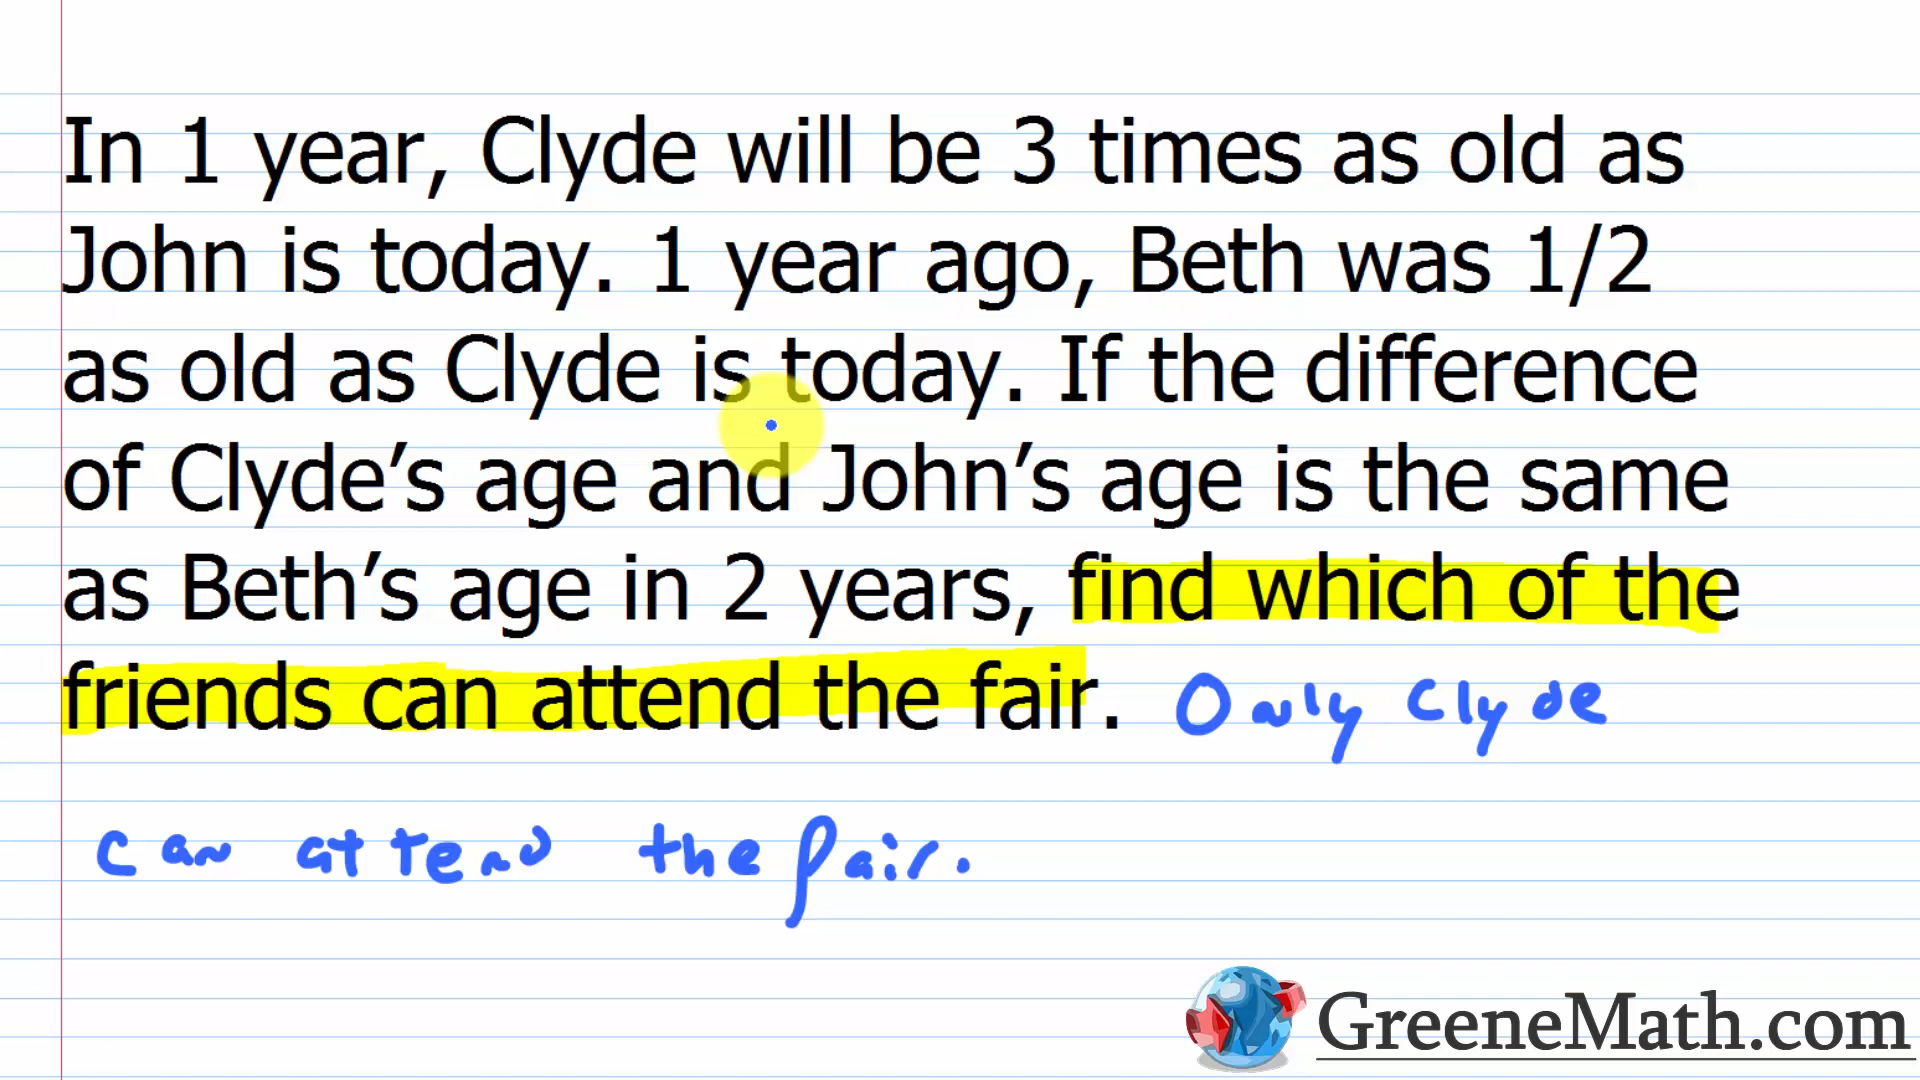 In 1 year, Clyde will be 3 times as old as
John is today. 1 year ago, Beth was 1/2
as old as Clyde is today. If the difference
of Clyde’s age and John’s age is the same
as Beth’s age in 2 years, find which of the
friends can attend the fair. Only Clyde
can attend the fair.
GreeneMath.com